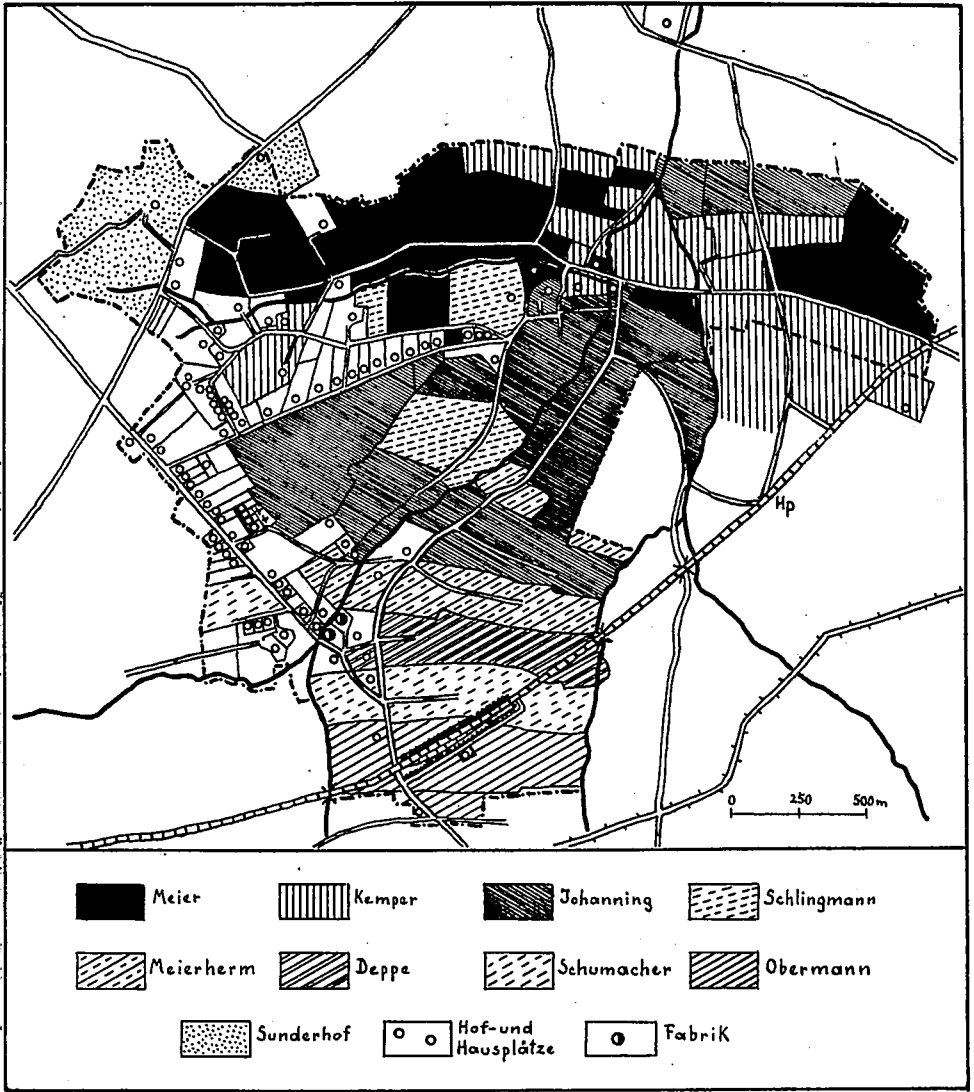 Hp
0 250 500m
Meier Kemper Johanning Schlingmann
Meierherm Deppe Schumacher Obermann
Sunderhof Hof-und Hausplätze Fabrik